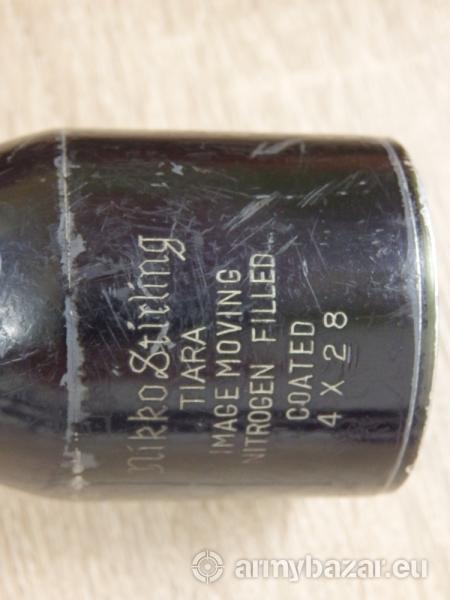 Nikko Stirling
TIARA
IMAGE MOVING
NITROGEN FILLED
COATED
4 X 28
armybazar.eu